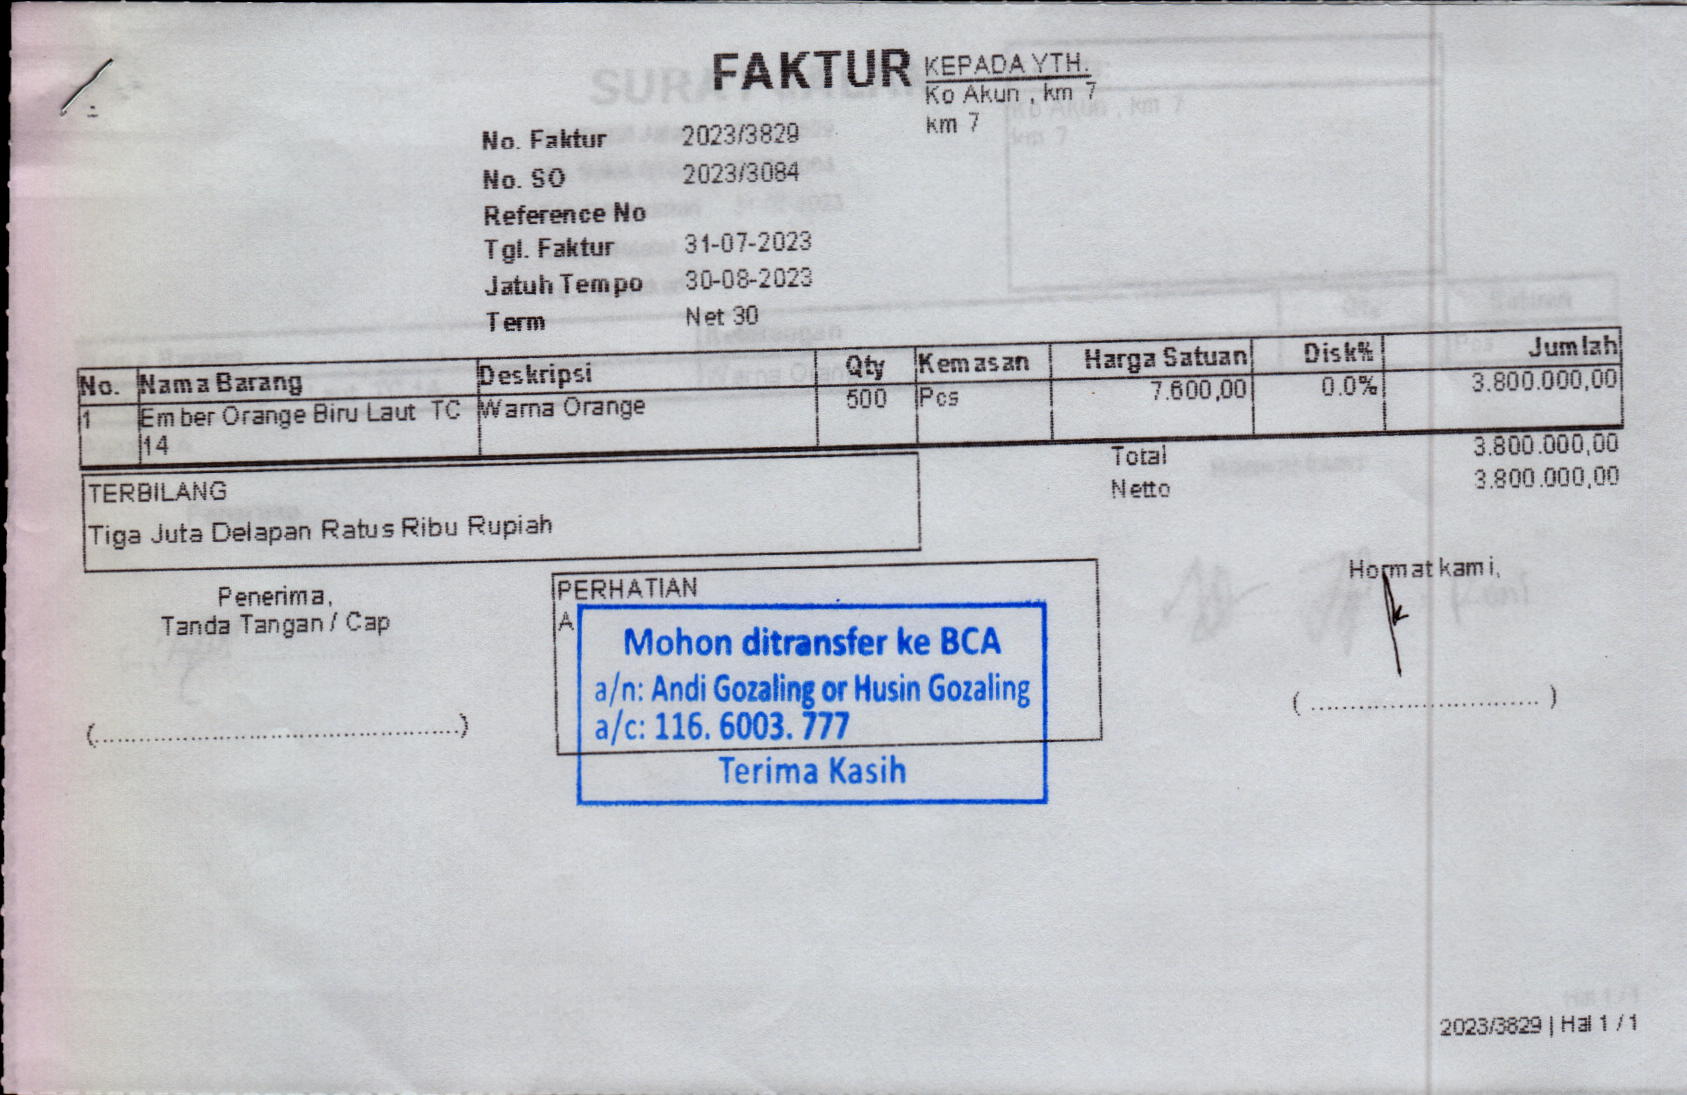 FAKTUR
KEPADA YTH.
Ko Akun , km 7
km 7
No. Faktur 2023/3829
No. SO 2023/3084
Reference No
Tgl. Faktur 31-07-2023
Jatuh Tempo 30-08-2023
Term Net 30
No. Nama Barang Deskripsi Qty Kemasan Harga Satuan Disk% Jumlah
1 Ember Orange Biru Laut TC 14 Warna Orange 500 Pcs 7.600,00 0.0% 3.800.000,00
Total 3.800.000,00
Netto 3.800.000,00
TERBILANG
Tiga Juta Delapan Ratus Ribu Rupiah
Penerima,
Tanda Tangan / Cap
(................................................)
PERHATIAN
A
Mohon ditransfer ke BCA
a/n: Andi Gozaling or Husin Gozaling
a/c: 116. 6003. 777
Terima Kasih
Hormat kami,
( .............................. )
2023/3829 | Hal 1 / 1